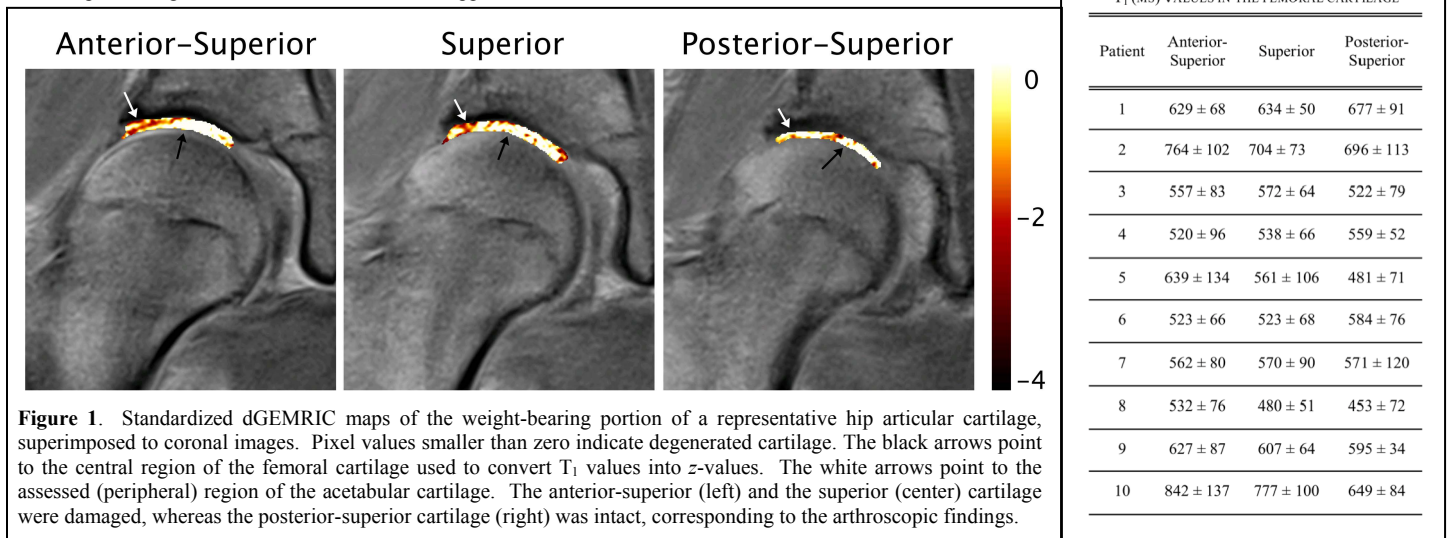 Anterior–Superior
Superior
Posterior–Superior
0
–2
–4
Figure 1. Standardized dGEMRIC maps of the weight-bearing portion of a representative hip articular cartilage,
superimposed to coronal images. Pixel values smaller than zero indicate degenerated cartilage. The black arrows point
to the central region of the femoral cartilage used to convert T₁ values into z-values. The white arrows point to the
assessed (peripheral) region of the acetabular cartilage. The anterior-superior (left) and the superior (center) cartilage
were damaged, whereas the posterior-superior cartilage (right) was intact, corresponding to the arthroscopic findings.
T₁ (MS) VALUES IN THE FEMORAL CARTILAGE
Patient Anterior-Superior Superior Posterior-Superior
1 629 ± 68 634 ± 50 677 ± 91
2 764 ± 102 704 ± 73 696 ± 113
3 557 ± 83 572 ± 64 522 ± 79
4 520 ± 96 538 ± 66 559 ± 52
5 639 ± 134 561 ± 106 481 ± 71
6 523 ± 66 523 ± 68 584 ± 76
7 562 ± 80 570 ± 90 571 ± 120
8 532 ± 76 480 ± 51 453 ± 72
9 627 ± 87 607 ± 64 595 ± 34
10 842 ± 137 777 ± 100 649 ± 84